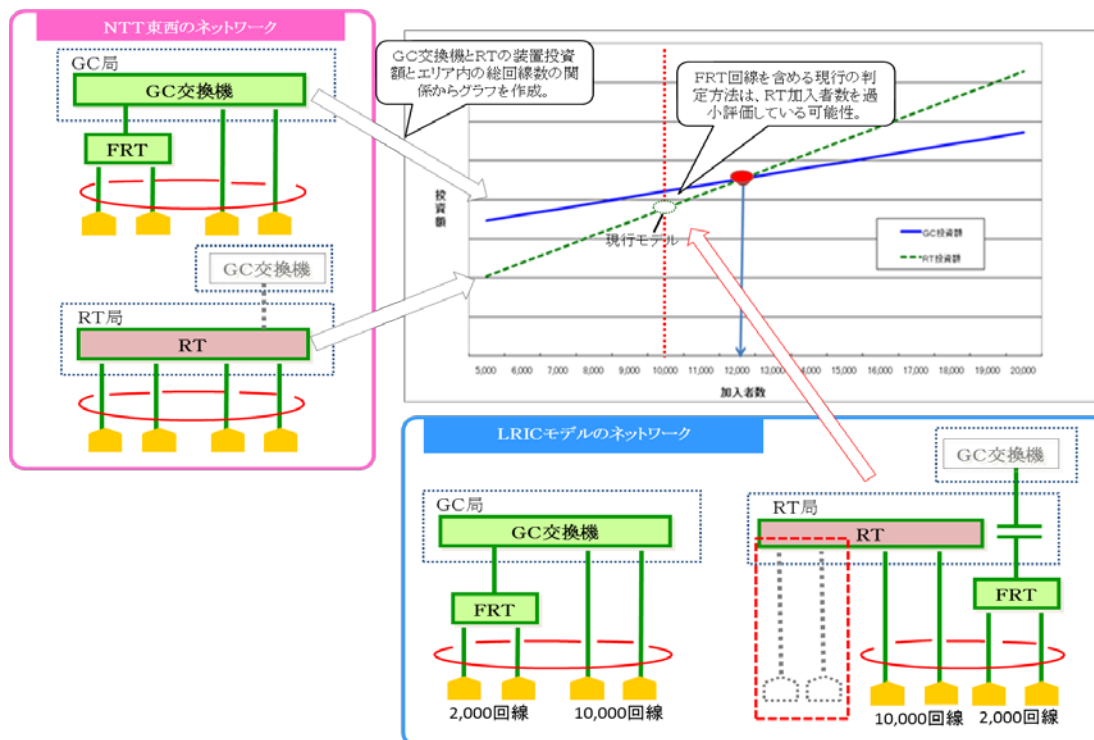 NTT東西のネットワーク
GC局
GC交換機
FRT
GC交換機
RT局
RT
GC交換機とRTの装置投資
額とエリア内の総回線数の関
係からグラフを作成。
FRT回線を含める現行の判
定方法は、RT加入者数を過
小評価している可能性。
投資額
現行モデル
GC投資額
RT投資額
5,000 6,000 7,000 8,000 9,000 10,000 11,000 12,000 13,000 14,000 15,000 16,000 17,000 18,000 19,000 20,000
加入者数
LRICモデルのネットワーク
GC局
GC交換機
FRT
2,000回線
10,000回線
GC交換機
RT局
RT
FRT
10,000回線
2,000回線